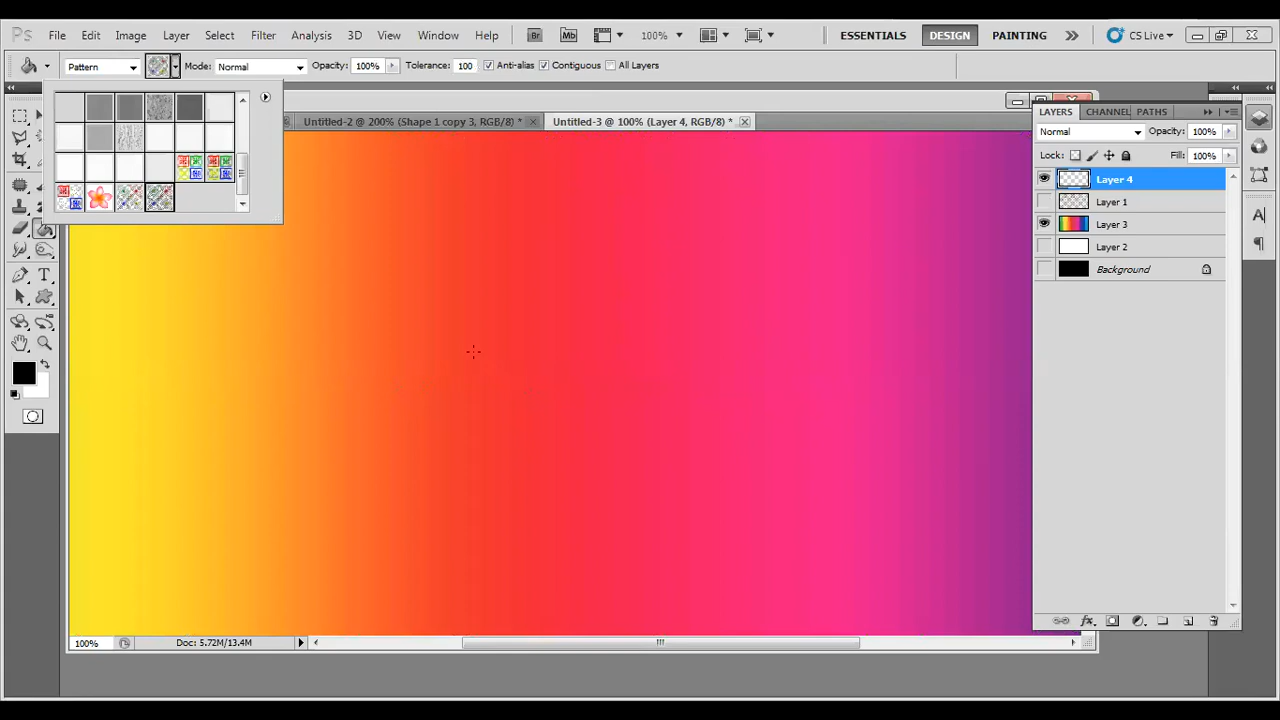 Ps File Edit Image Layer Select Filter Analysis 3D View Window Help Br Mb 100% ESSENTIALS DESIGN PAINTING CS Live
Pattern Mode: Normal Opacity: 100% Tolerance: 100 Anti-alias Contiguous All Layers
Untitled-2 @ 200% (Shape 1 copy 3, RGB/8) * Untitled-3 @ 100% (Layer 4, RGB/8) *
LAYERS CHANNEL PATHS
Normal Opacity: 100%
Lock: Fill: 100%
Layer 4
Layer 1
Layer 3
Layer 2
Background
100% Doc: 5.72M/13.4M